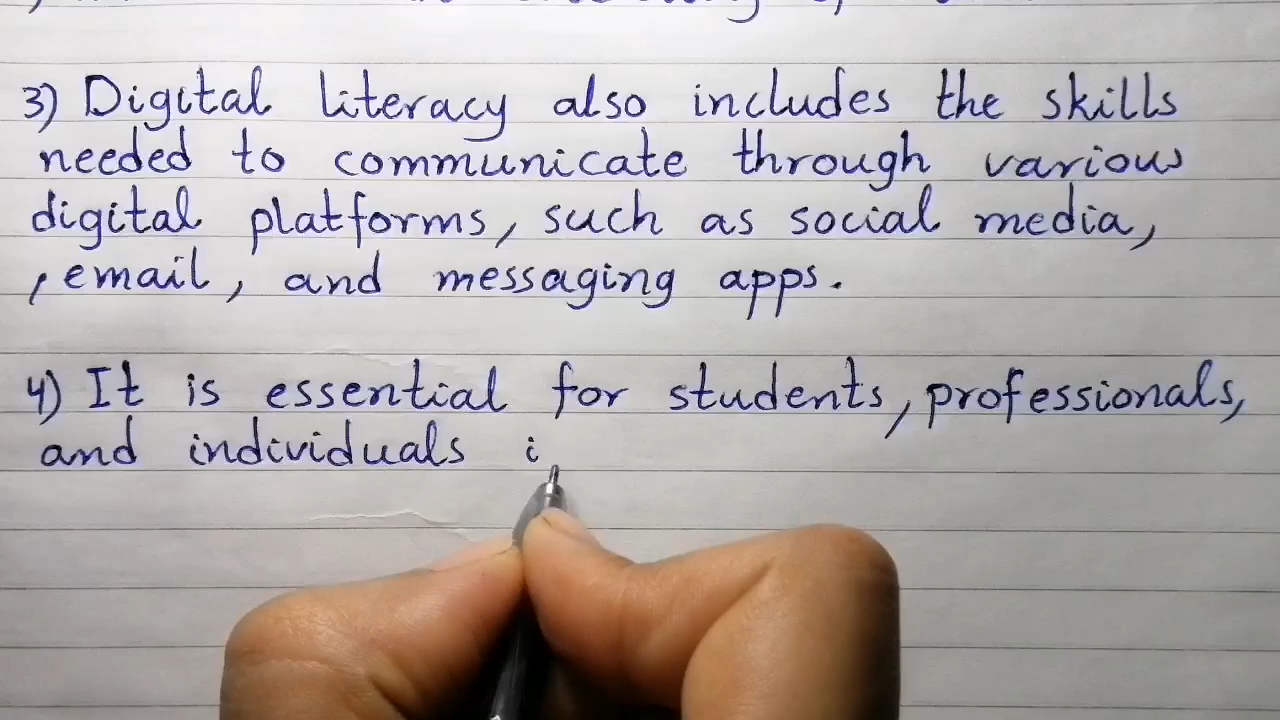 3) Digital literacy also includes the skills
needed to communicate through various
digital platforms, such as social media,
, email, and messaging apps.
4) It is essential for students, professionals,
and individuals i